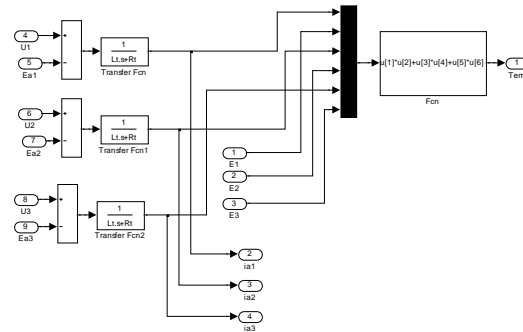 4
U1
5
Ea1
+
−
1
Lt.s+Rt
Transfer Fcn
6
U2
7
Ea2
+
−
1
Lt.s+Rt
Transfer Fcn1
8
U3
9
Ea3
+
−
1
Lt.s+Rt
Transfer Fcn2
1
E1
2
E2
3
E3
u[1]*u[2]+u[3]*u[4]+u[5]*u[6]
Fcn
1
2
ia1
3
ia2
4
ia3